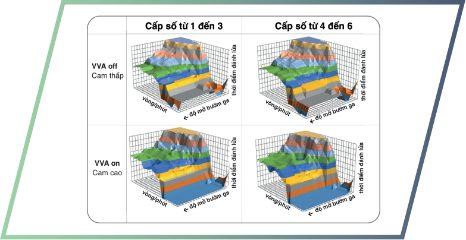 Cấp số từ 1 đến 3
Cấp số từ 4 đến 6
VVA off
Cam thấp
vòng/phút
← độ mở bướm ga
thời điểm đánh lửa
vòng/phút
← độ mở bướm ga
thời điểm đánh lửa
VVA on
Cam cao
vòng/phút
← độ mở bướm ga
thời điểm đánh lửa
vòng/phút
← độ mở bướm ga
thời điểm đánh lửa